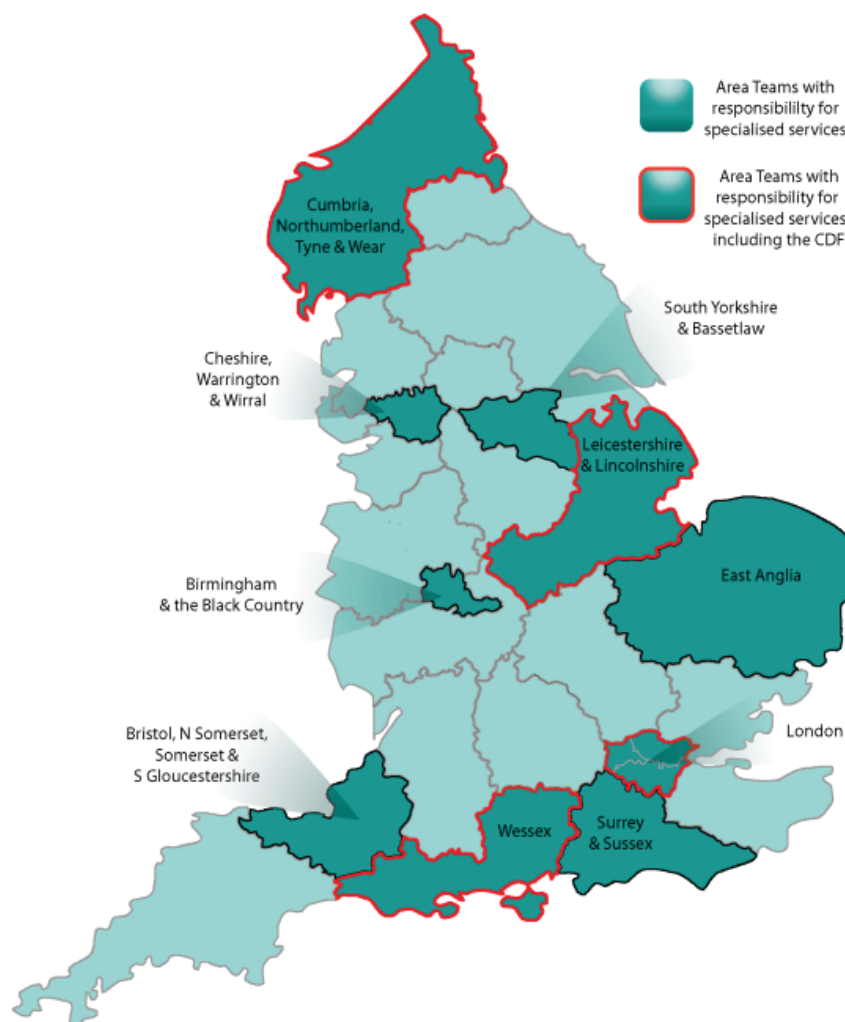 Area Teams with
responsibililty for
specialised services
Area Teams with
responsibility for
specialised services
including the CDF
Cumbria,
Northumberland,
Tyne & Wear
South Yorkshire
& Bassetlaw
Cheshire,
Warrington
& Wirral
Leicestershire
& Lincolnshire
Birmingham
& the Black Country
East Anglia
Bristol, N Somerset,
Somerset &
S Gloucestershire
London
Wessex
Surrey
& Sussex